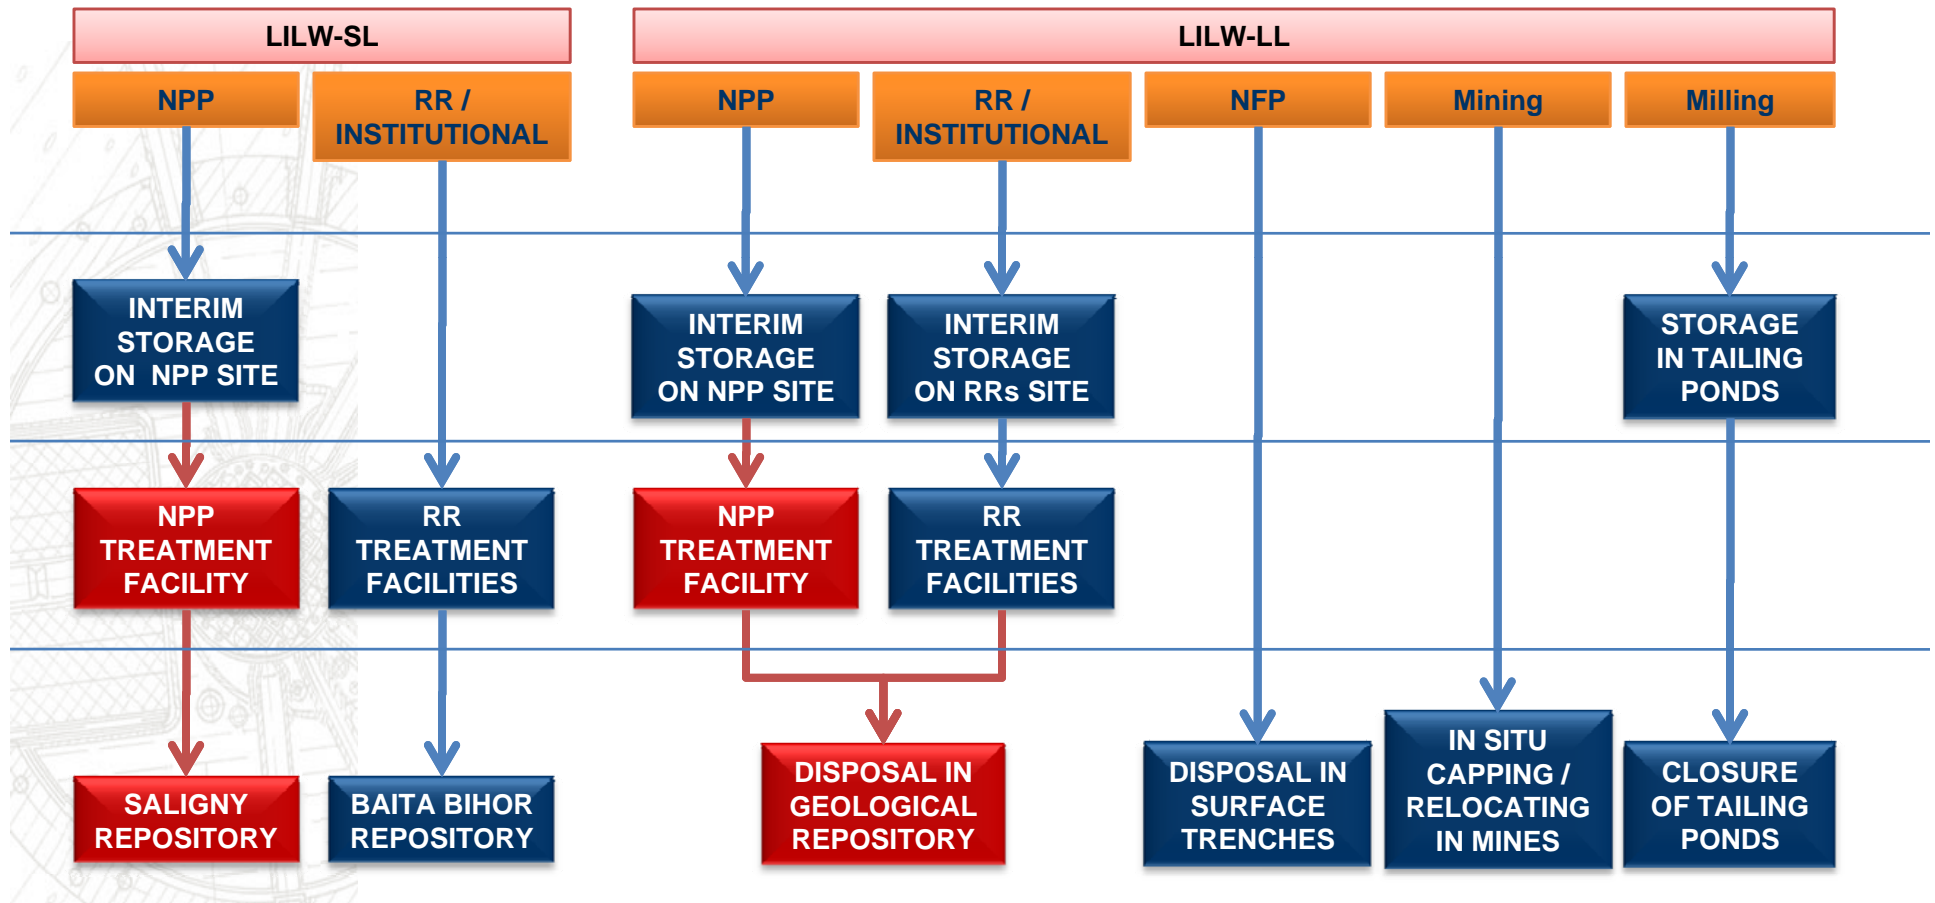 LILW-SL
LILW-LL
NPP
RR /
INSTITUTIONAL
NPP
RR /
INSTITUTIONAL
NFP
Mining
Milling
INTERIM
STORAGE
ON NPP SITE
INTERIM
STORAGE
ON NPP SITE
INTERIM
STORAGE
ON RRs SITE
STORAGE
IN TAILING
PONDS
NPP
TREATMENT
FACILITY
RR
TREATMENT
FACILITIES
NPP
TREATMENT
FACILITY
RR
TREATMENT
FACILITIES
SALIGNY
REPOSITORY
BAITA BIHOR
REPOSITORY
DISPOSAL IN
GEOLOGICAL
REPOSITORY
DISPOSAL IN
SURFACE
TRENCHES
IN SITU
CAPPING /
RELOCATING
IN MINES
CLOSURE
OF TAILING
PONDS